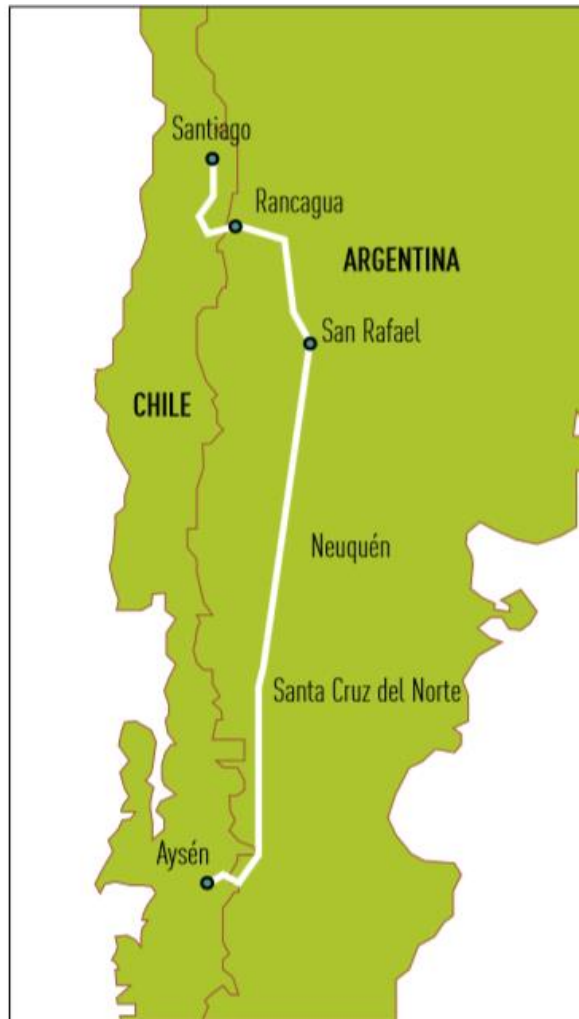 Santiago
Rancagua
ARGENTINA
San Rafael
CHILE
Neuquén
Santa Cruz del Norte
Aysén